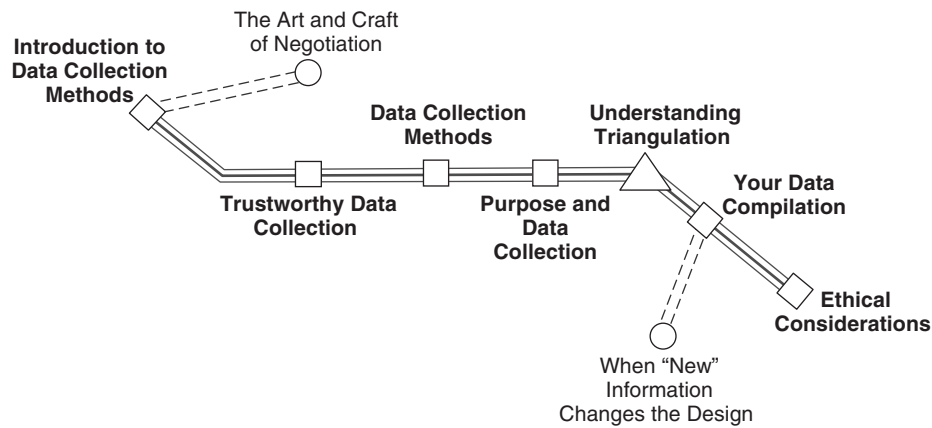 The Art and Craft
of Negotiation
Introduction to
Data Collection
Methods
Data Collection
Methods
Understanding
Triangulation
Trustworthy Data
Collection
Purpose and
Data
Collection
Your Data
Compilation
Ethical
Considerations
When “New”
Information
Changes the Design